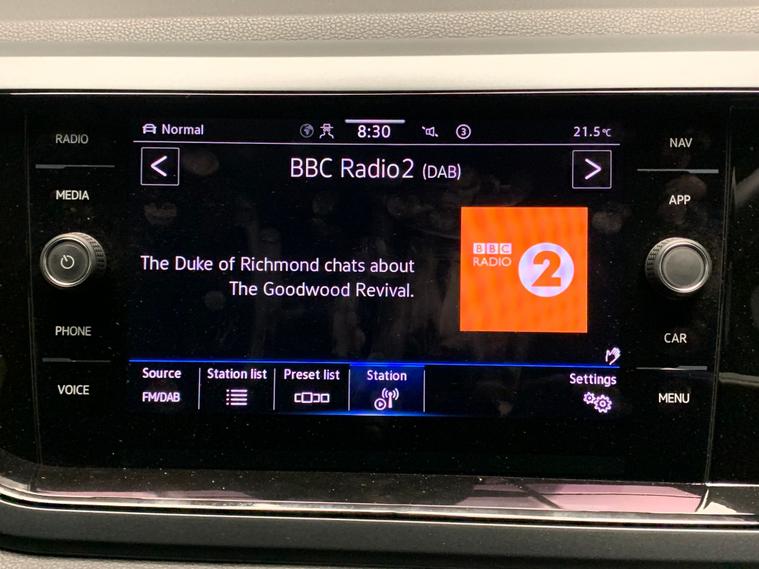 RADIO
MEDIA
PHONE
VOICE
Normal
8:30
3
21.5°C
< BBC Radio2 (DAB) >
The Duke of Richmond chats about
The Goodwood Revival.
BBC
RADIO
2
Source
FM/DAB
Station list
Preset list
Station
Settings
NAV
APP
CAR
MENU